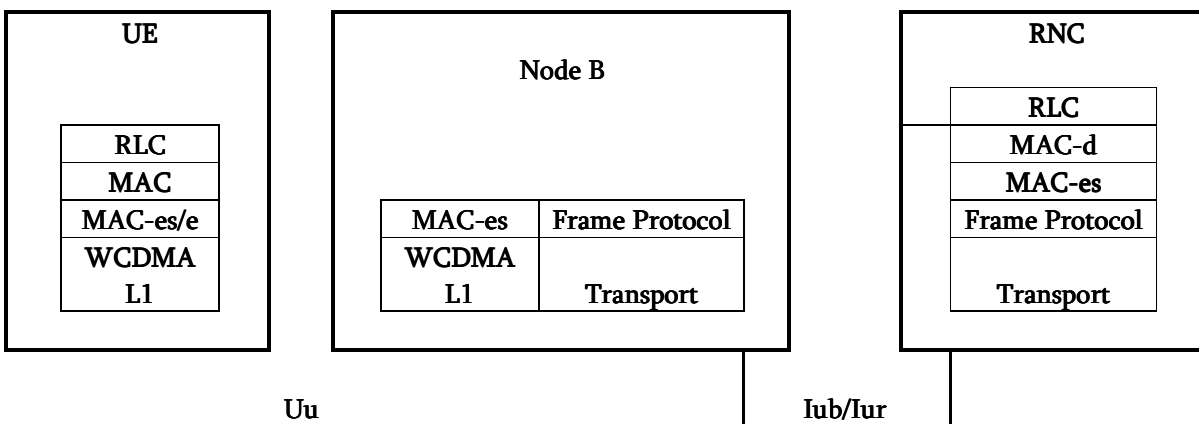 UE
RLC
MAC
MAC-es/e
WCDMA
L1
Node B
MAC-es
Frame Protocol
WCDMA
L1
Transport
RNC
RLC
MAC-d
MAC-es
Frame Protocol
Transport
Uu
Iub/Iur